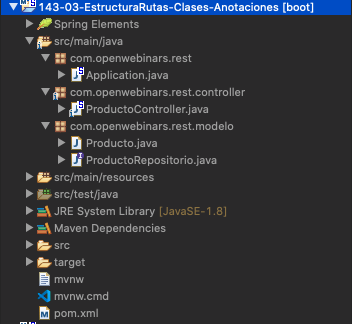 143-03-EstructuraRutas-Clases-Anotaciones [boot]
Spring Elements
src/main/java
com.openwebinars.rest
Application.java
com.openwebinars.rest.controller
ProductoController.java
com.openwebinars.rest.modelo
Producto.java
ProductoRepositorio.java
src/main/resources
src/test/java
JRE System Library [JavaSE-1.8]
Maven Dependencies
src
target
mvnw
mvnw.cmd
pom.xml